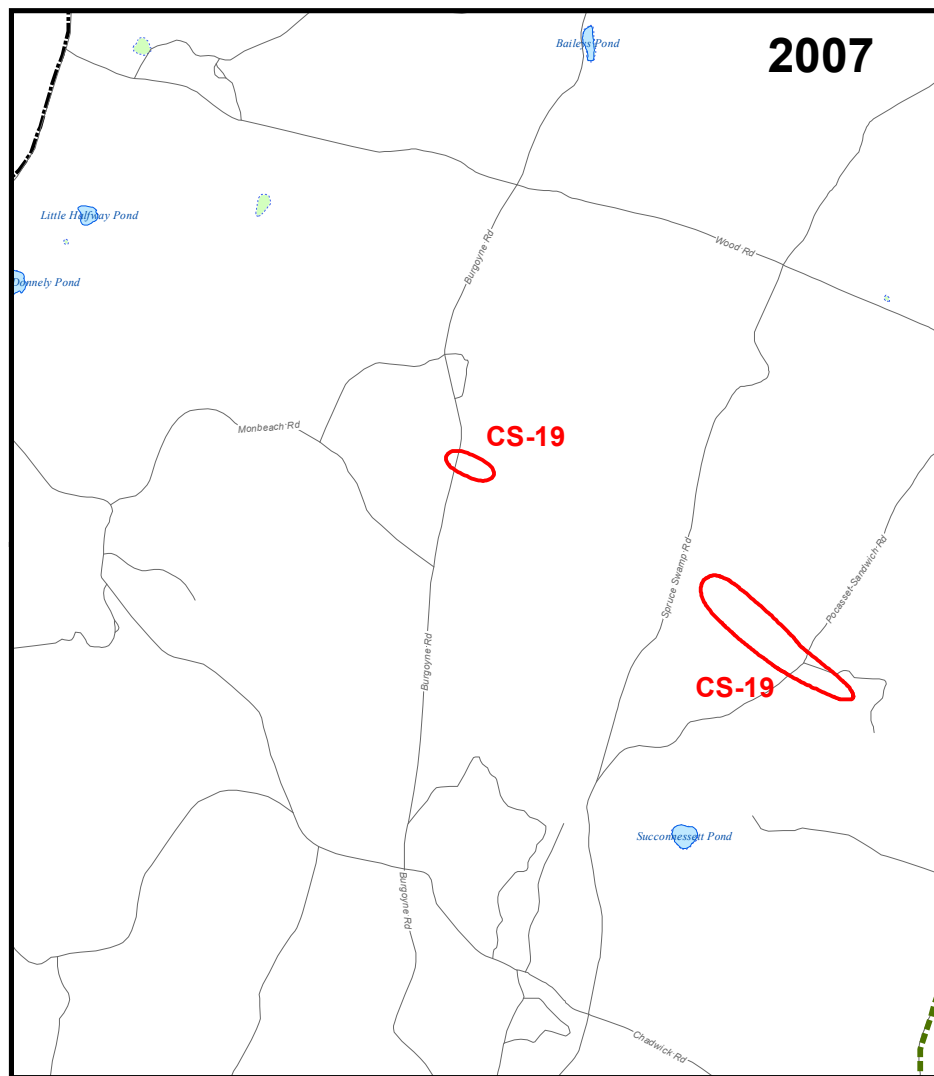 Baileys Pond
2007
Little Halfway Pond
Wood Rd
Burgoyne Rd
Donnely Pond
Monbeach Rd
CS-19
Spruce Swamp Rd
Pocasset-Sandwich Rd
Burgoyne Rd
CS-19
Succonnessett Pond
Burgoyne Rd
Chadwick Rd